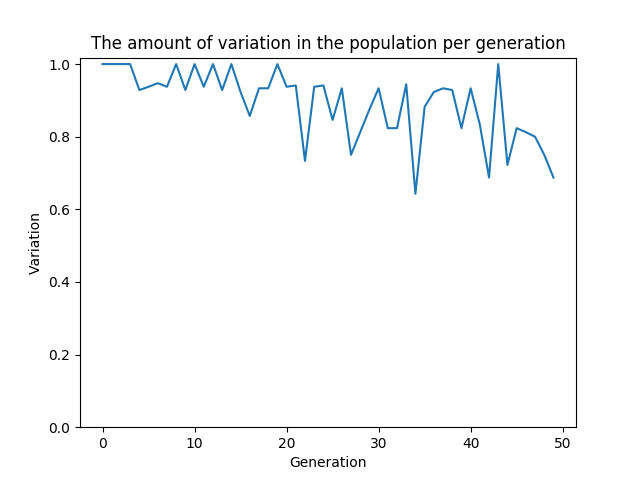 The amount of variation in the population per generation
1.0
0.8
0.6
0.4
0.2
0.0
Variation
0 10 20 30 40 50
Generation